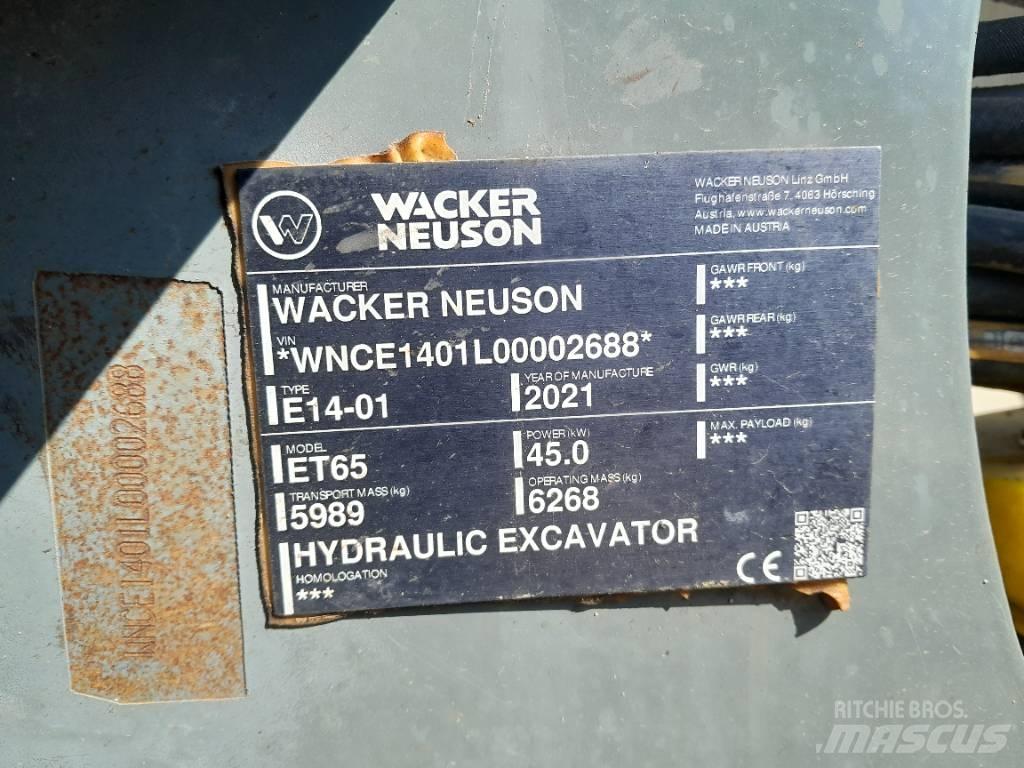 WACKER
NEUSON
WACKER NEUSON Linz GmbH
Flughafenstraße 7, 4063 Hörsching
Austria, www.wackerneuson.com
MADE IN AUSTRIA
MANUFACTURER
WACKER NEUSON
VIN
*WNCE1401L00002688*
TYPE
E14-01
YEAR OF MANUFACTURE
2021
MODEL
ET65
POWER (kW)
45.0
TRANSPORT MASS (kg)
5989
OPERATING MASS (kg)
6268
HYDRAULIC EXCAVATOR
HOMOLOGATION
***
GAWR FRONT (kg)
***
GAWR REAR (kg)
***
GWR (kg)
***
MAX. PAYLOAD (kg)
***
CE
WNCE1401L00002688
RITCHIE BROS.
MASCUS